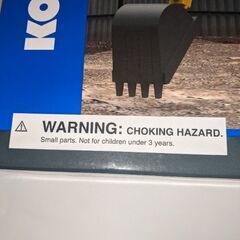 KO
WARNING: CHOKING HAZARD.
Small parts. Not for children under 3 years.